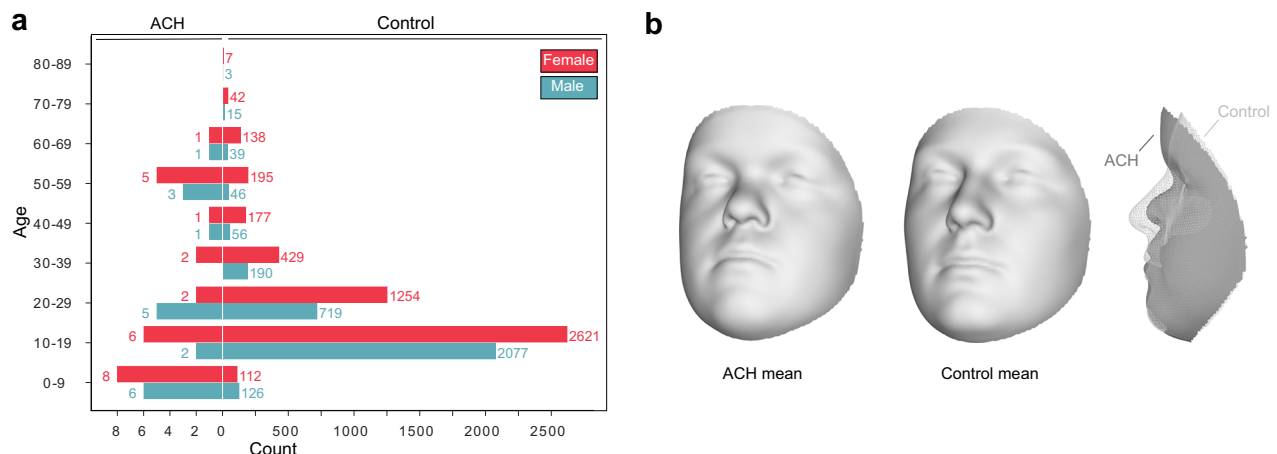 a
ACH Control
Female
Male
80-89 7
3
70-79 42
15
60-69 1 138
1 39
50-59 5 195
3 46
40-49 1 177
1 56
30-39 2 429
190
20-29 2 1254
5 719
10-19 6 2621
2 2077
0-9 8 112
6 126
Age
8 6 4 2 0 500 1000 1500 2000 2500
Count
b
Control
ACH
ACH mean
Control mean